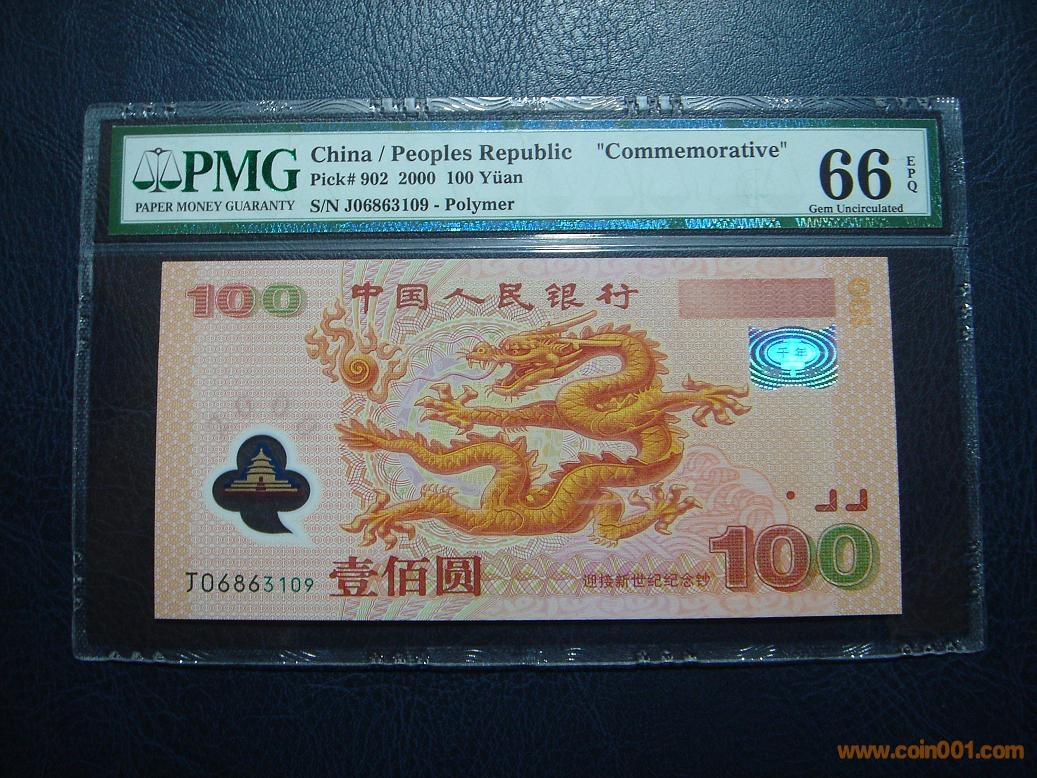 PMG
PAPER MONEY GUARANTY
China / Peoples Republic "Commemorative"
Pick# 902 2000 100 Yüan
S/N J06863109 - Polymer
66
EPQ
Gem Uncirculated
100
中国人民银行
千年
J06863109
壹佰圆
迎接新世纪纪念钞
100
www.coin001.com